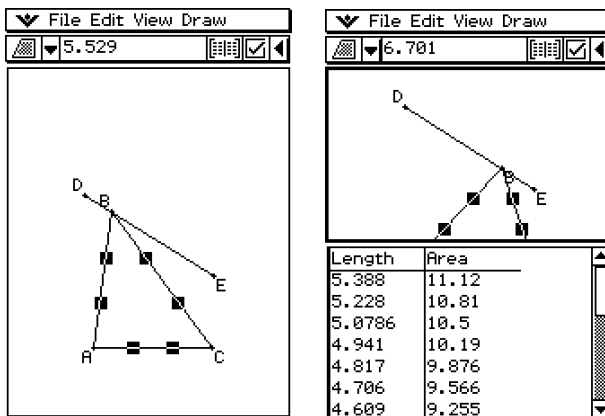 File Edit View Draw
5.529
D
B
E
A
C
File Edit View Draw
6.701
D
B
E
Length Area
5.388 11.12
5.228 10.81
5.0786 10.5
4.941 10.19
4.817 9.876
4.706 9.566
4.609 9.255